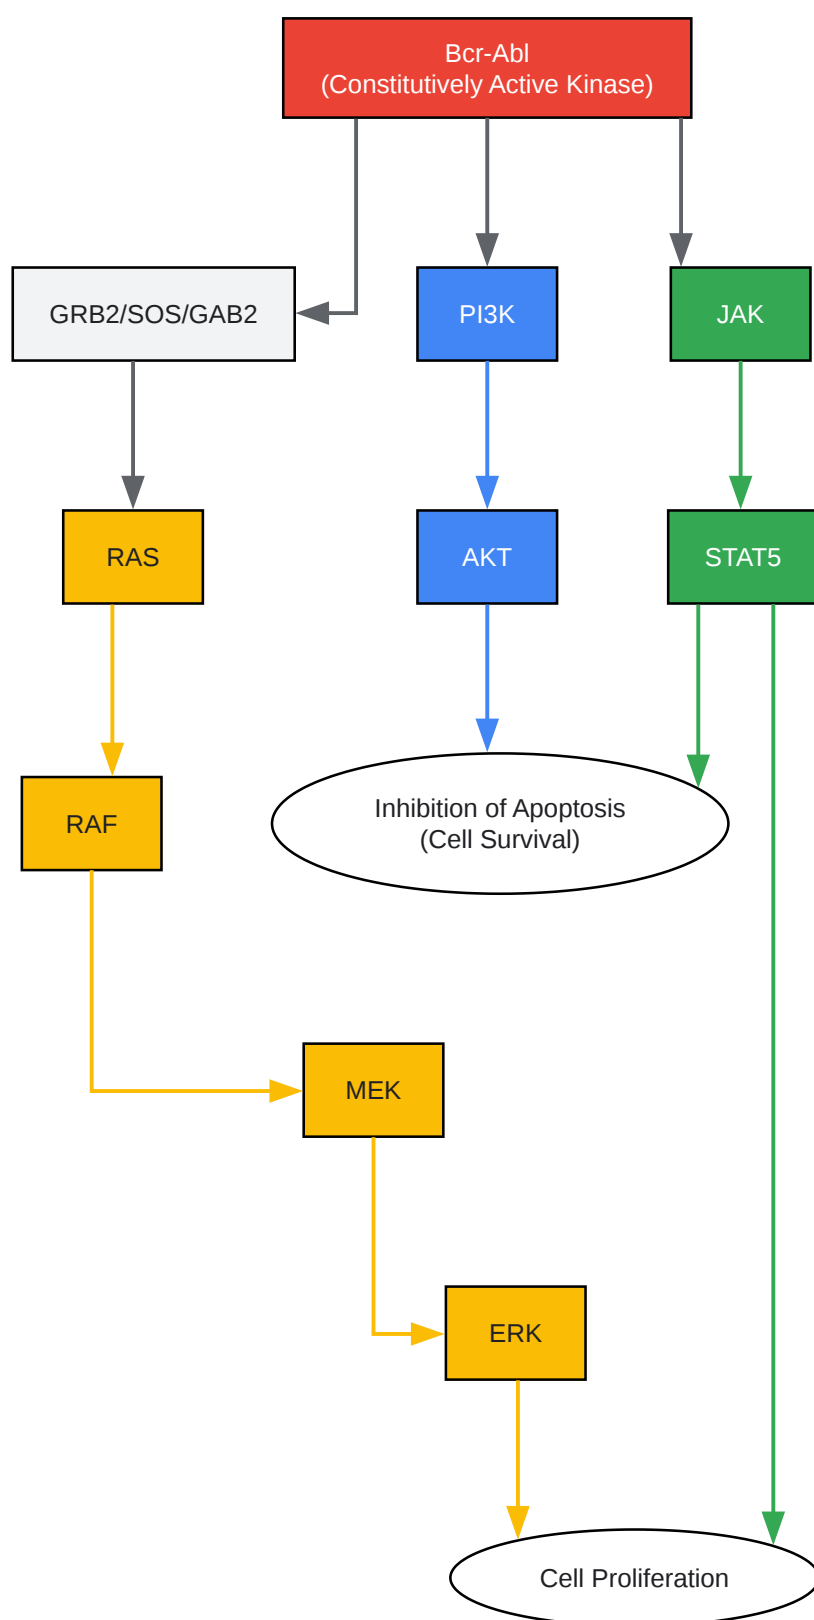 Bcr-Abl
(Constitutively Active Kinase)
GRB2/SOS/GAB2
PI3K
JAK
RAS
AKT
STAT5
RAF
Inhibition of Apoptosis
(Cell Survival)
MEK
ERK
Cell Proliferation